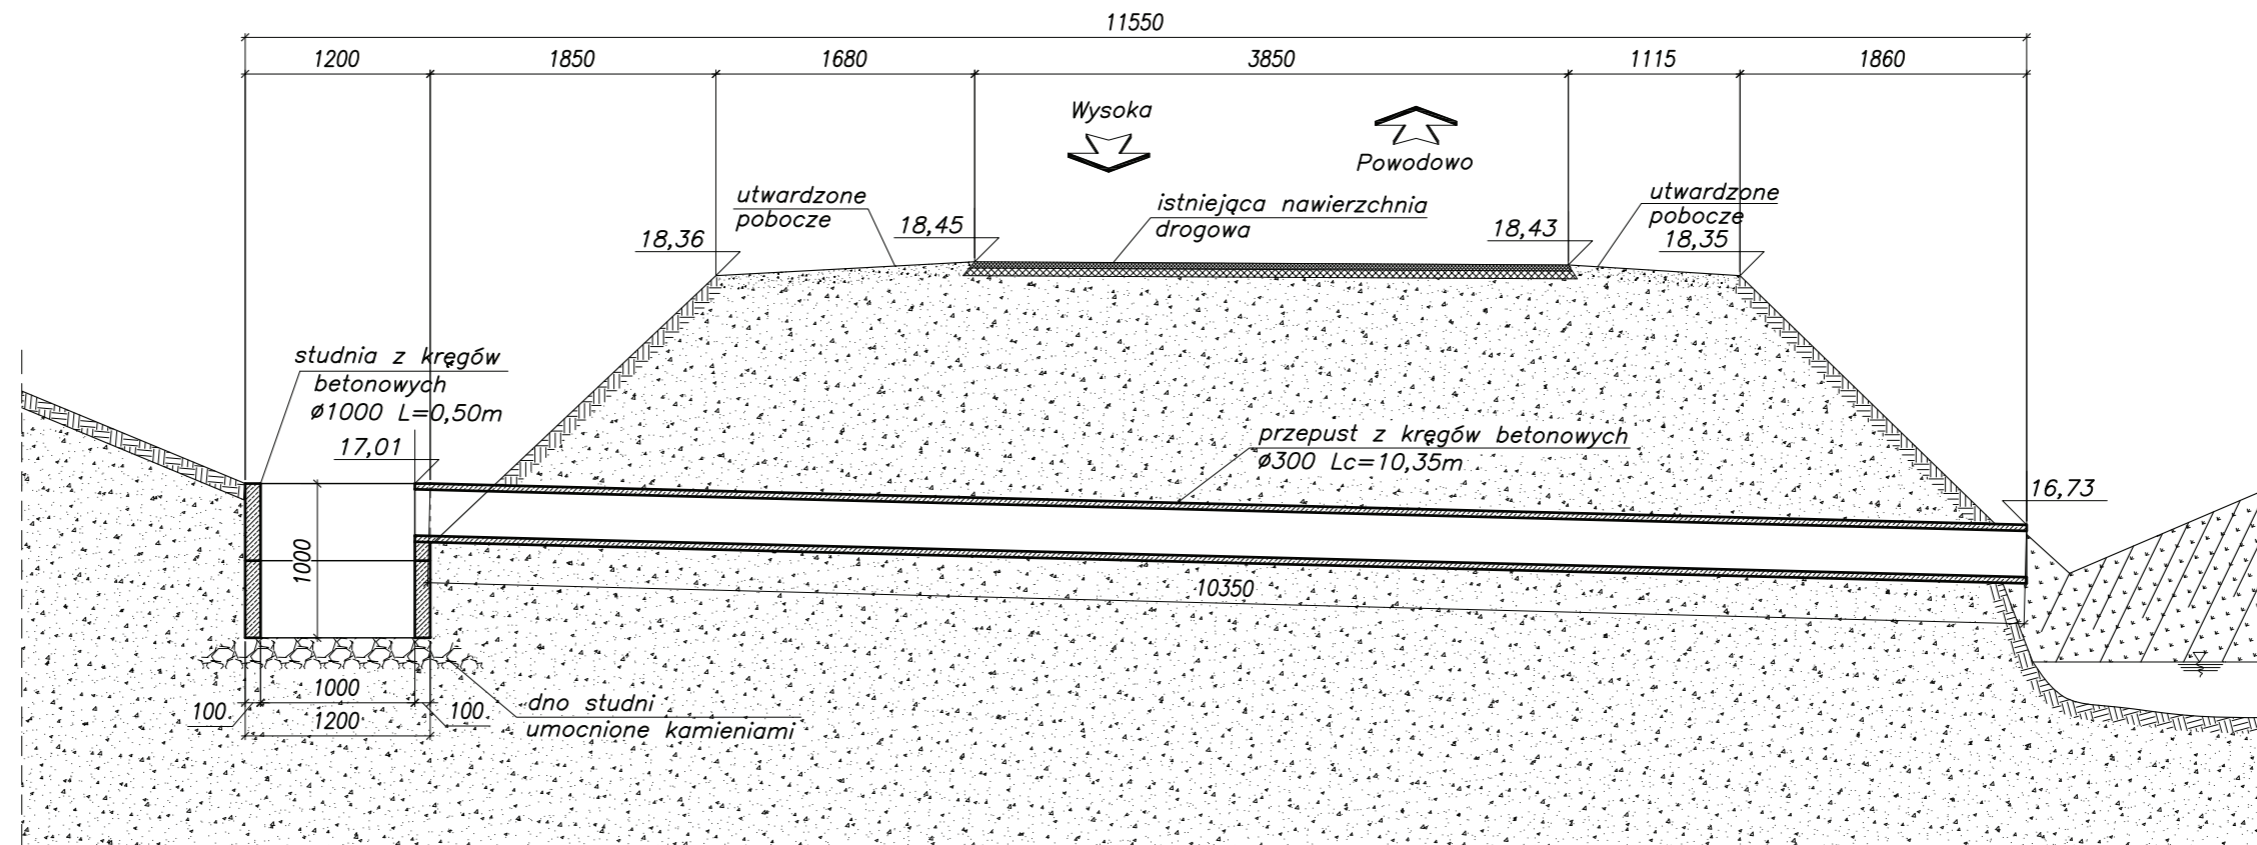 11550
1200
1850
1680
3850
1115
1860
Wysoka
Powodowo
utwardzone
pobocze
istniejąca nawierzchnia
drogowa
utwardzone
pobocze
18,36
18,45
18,43
18,35
studnia z kręgów
betonowych
ø1000 L=0,50m
17,01
przepust z kręgów betonowych
ø300 Lc=10,35m
16,73
1000
10350
1000
100
1200
100
dno studni
umocnione kamieniami